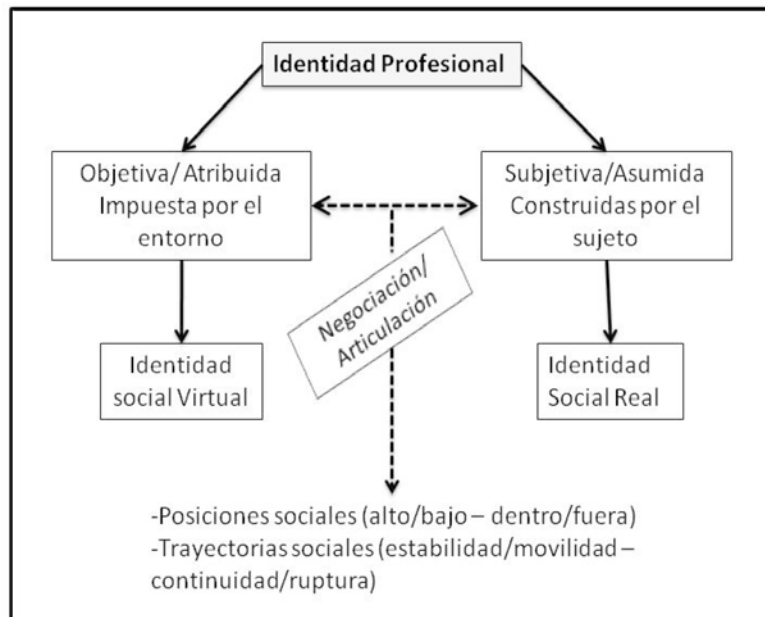 Identidad Profesional
Objetiva/ Atribuida
Impuesta por el
entorno
Subjetiva/Asumida
Construidas por el
sujeto
Negociación/
Articulación
Identidad
social Virtual
Identidad
Social Real
-Posiciones sociales (alto/bajo – dentro/fuera)
-Trayectorias sociales (estabilidad/movilidad –
continuidad/ruptura)